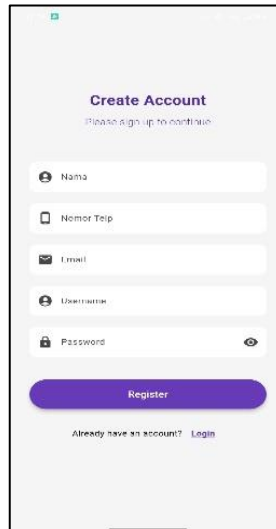 Create Account
Please sign up to continue
Nama
Nomor Telp
Email
Username
Password
Register
Already have an account? Login